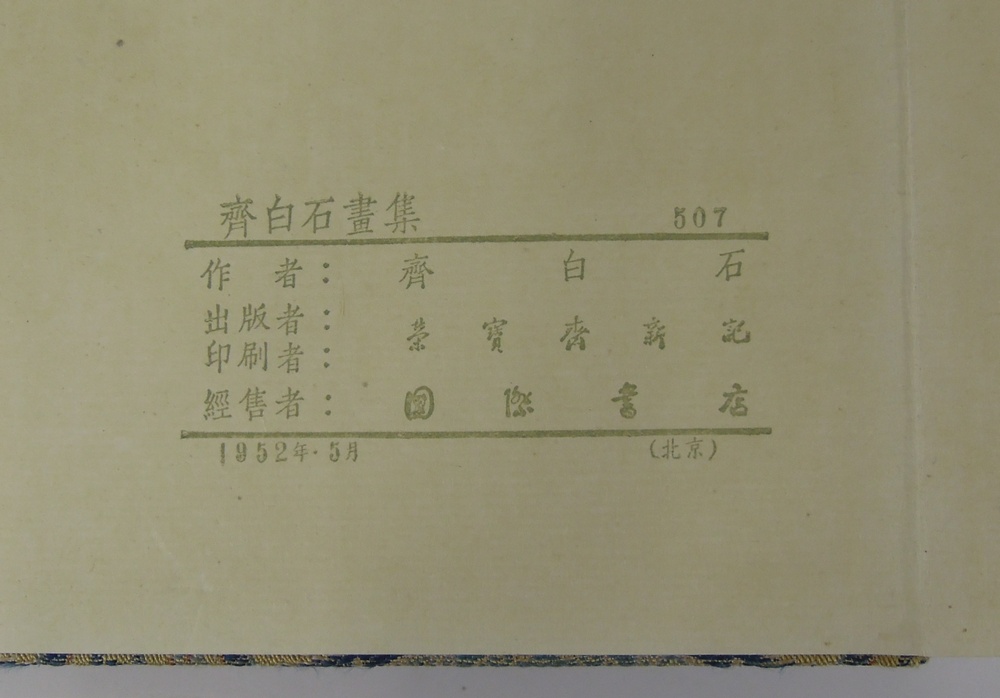 齊白石畫集 507
作者：齊白石
出版者：
印刷者：榮寶齋新記
經售者：國際書店
1952年·5月 (北京)